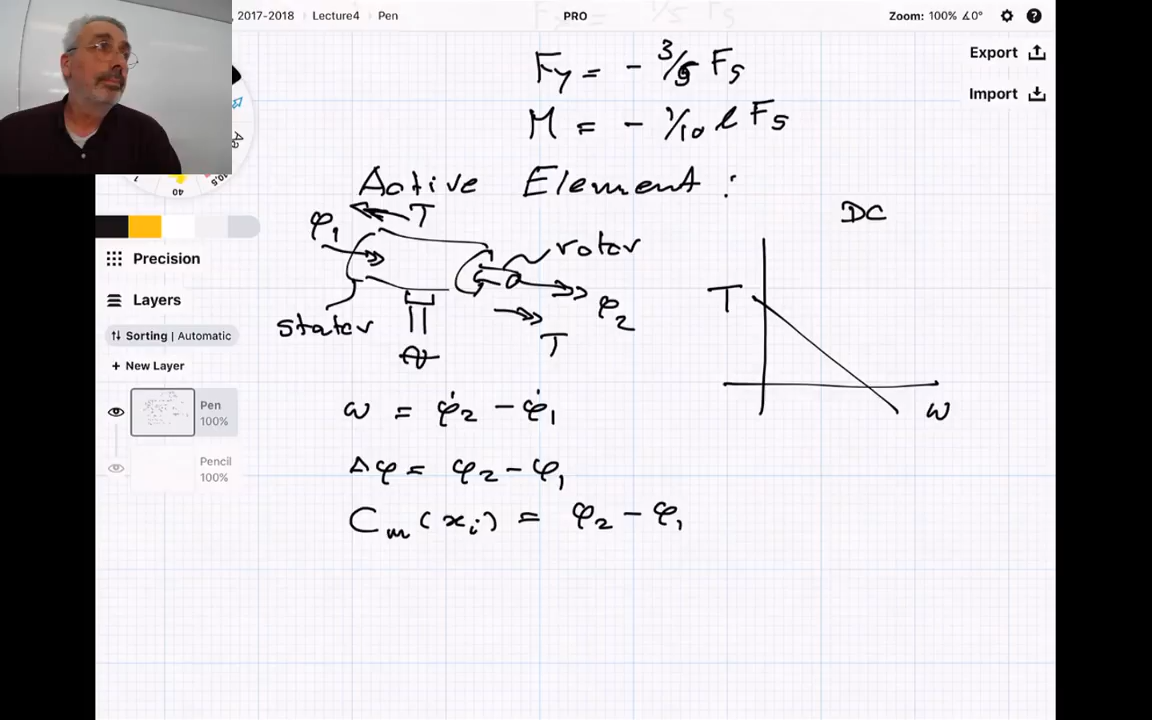 , 2017-2018 Lecture4 Pen PRO Zoom: 100% ∠0°
Export
Import
Precision
Layers
Sorting | Automatic
+ New Layer
Pen
100%
Pencil
100%
40
Fy = - 3/5 Fs
M = - 1/10 l Fs
Active Element :
φ1 T
rotor
stator
φ2
T
ω = φ̇2 - φ̇1
Δφ = φ2 - φ1
Cm (xi) = φ2 - φ1
DC
T
ω